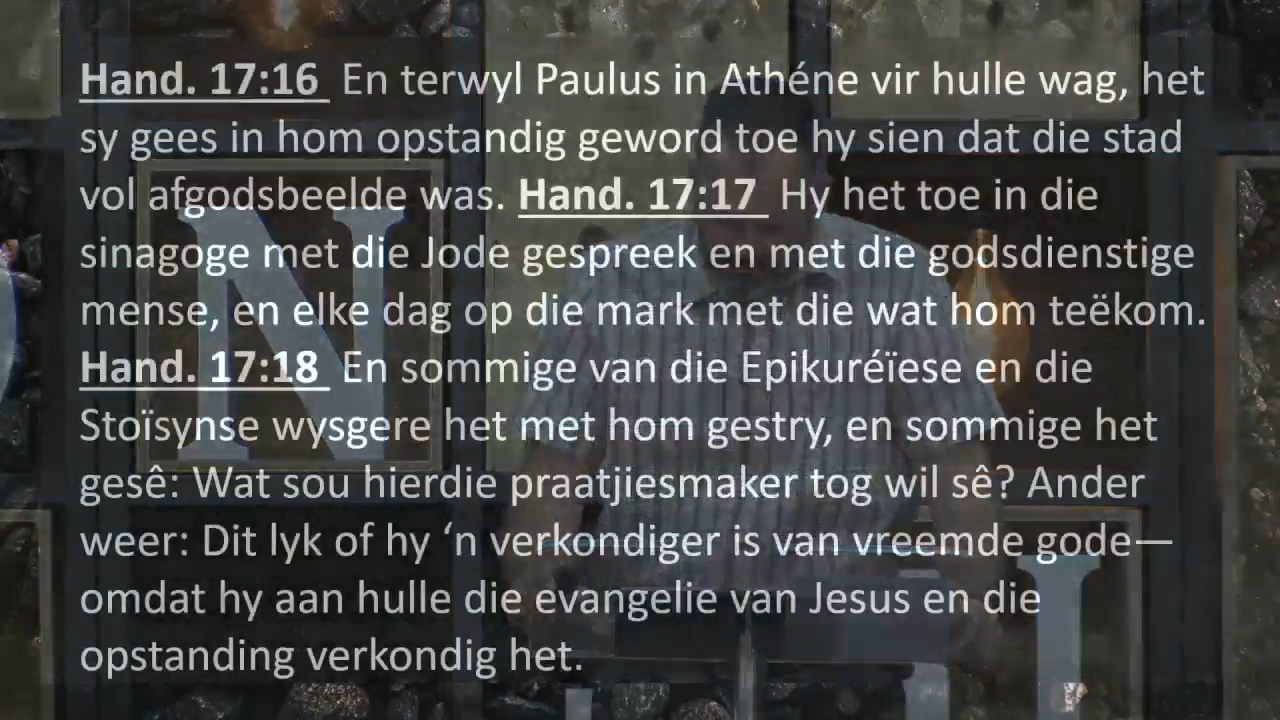 Hand. 17:16 En terwyl Paulus in Athéne vir hulle wag, het
sy gees in hom opstandig geword toe hy sien dat die stad
vol afgodsbeelde was. Hand. 17:17 Hy het toe in die
sinagoge met die Jode gespreek en met die godsdienstige
mense, en elke dag op die mark met die wat hom teëkom.
Hand. 17:18 En sommige van die Epikuréïese en die
Stoïsynse wysgere het met hom gestry, en sommige het
gesê: Wat sou hierdie praatjiesmaker tog wil sê? Ander
weer: Dit lyk of hy ‘n verkondiger is van vreemde gode—
omdat hy aan hulle die evangelie van Jesus en die
opstanding verkondig het.
N